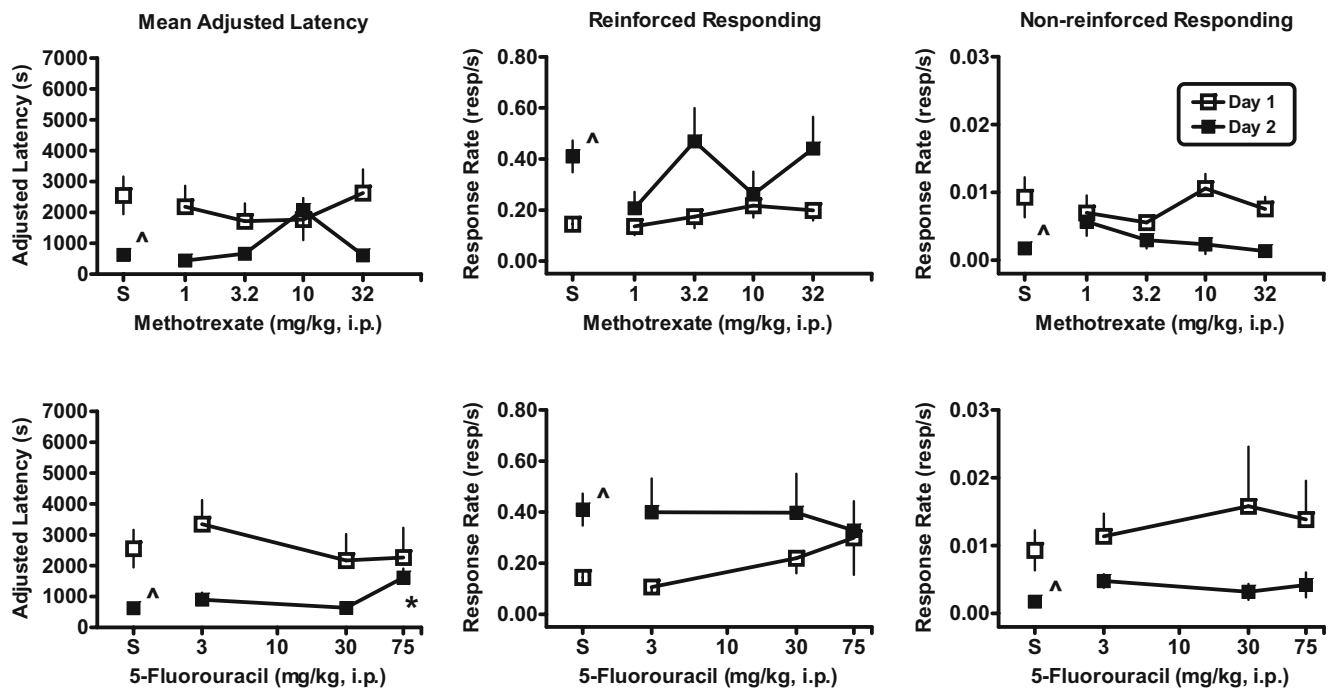 Mean Adjusted Latency
Reinforced Responding
Non-reinforced Responding
Adjusted Latency (s)
7000
6000
5000
4000
3000
2000
1000
0
^
S
1
3.2
10
32
Methotrexate (mg/kg, i.p.)
Response Rate (resp/s)
0.80
0.60
0.40
0.20
0.00
^
S
1
3.2
10
32
Methotrexate (mg/kg, i.p.)
Response Rate (resp/s)
0.03
0.02
0.01
0.00
Day 1
Day 2
^
S
1
3.2
10
32
Methotrexate (mg/kg, i.p.)
Adjusted Latency (s)
7000
6000
5000
4000
3000
2000
1000
0
^
*
S
3
10
30
75
5-Fluorouracil (mg/kg, i.p.)
Response Rate (resp/s)
0.80
0.60
0.40
0.20
0.00
^
S
3
10
30
75
5-Fluorouracil (mg/kg, i.p.)
Response Rate (resp/s)
0.03
0.02
0.01
0.00
^
S
3
10
30
75
5-Fluorouracil (mg/kg, i.p.)